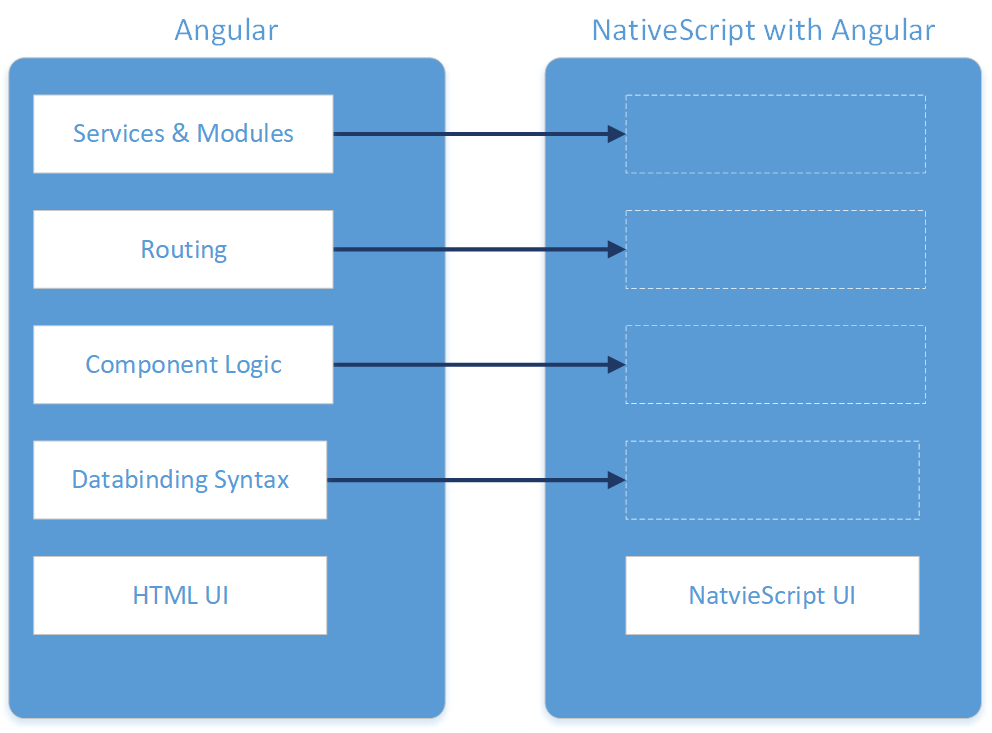 Angular
NativeScript with Angular
Services & Modules
Routing
Component Logic
Databinding Syntax
HTML UI
NatvieScript UI